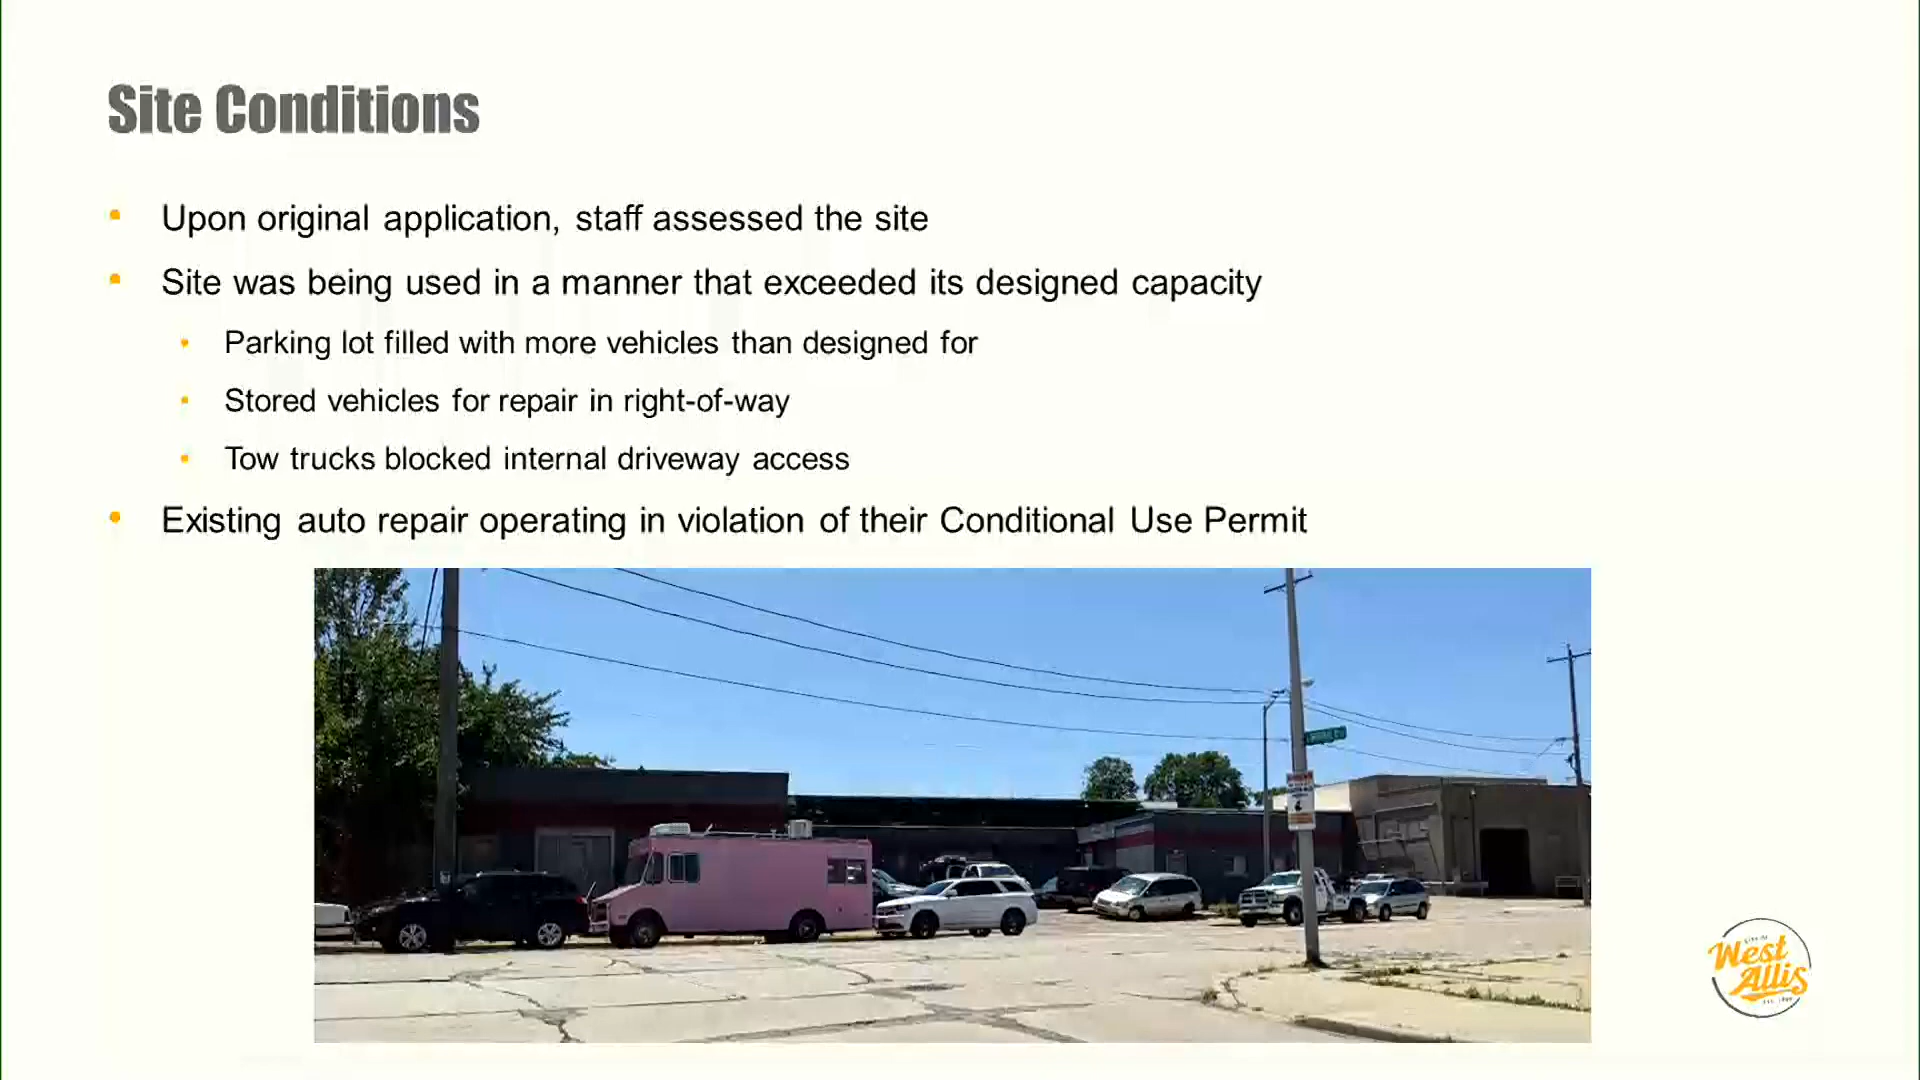 Site Conditions
Upon original application, staff assessed the site
Site was being used in a manner that exceeded its designed capacity
Parking lot filled with more vehicles than designed for
Stored vehicles for repair in right-of-way
Tow trucks blocked internal driveway access
Existing auto repair operating in violation of their Conditional Use Permit
West
Allis